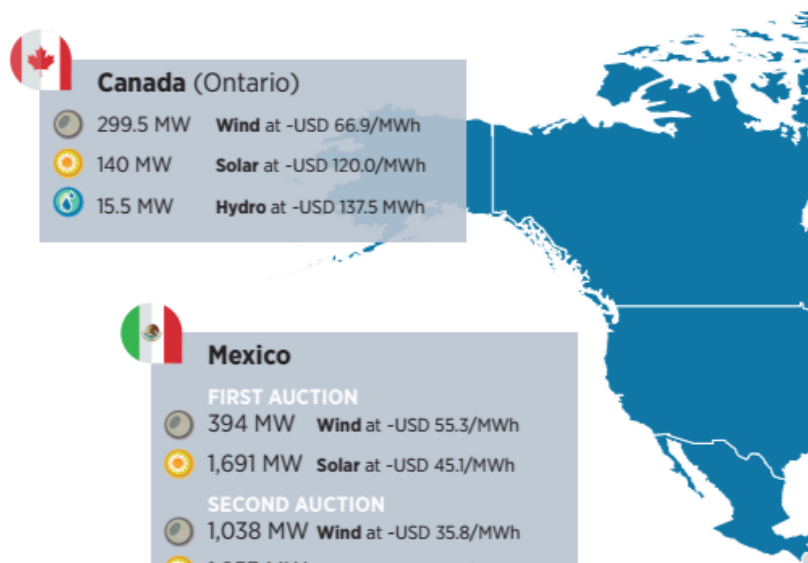 Canada (Ontario)
299.5 MW Wind at -USD 66.9/MWh
140 MW Solar at -USD 120.0/MWh
15.5 MW Hydro at -USD 137.5 MWh
Mexico
FIRST AUCTION
394 MW Wind at -USD 55.3/MWh
1,691 MW Solar at -USD 45.1/MWh
SECOND AUCTION
1,038 MW Wind at -USD 35.8/MWh